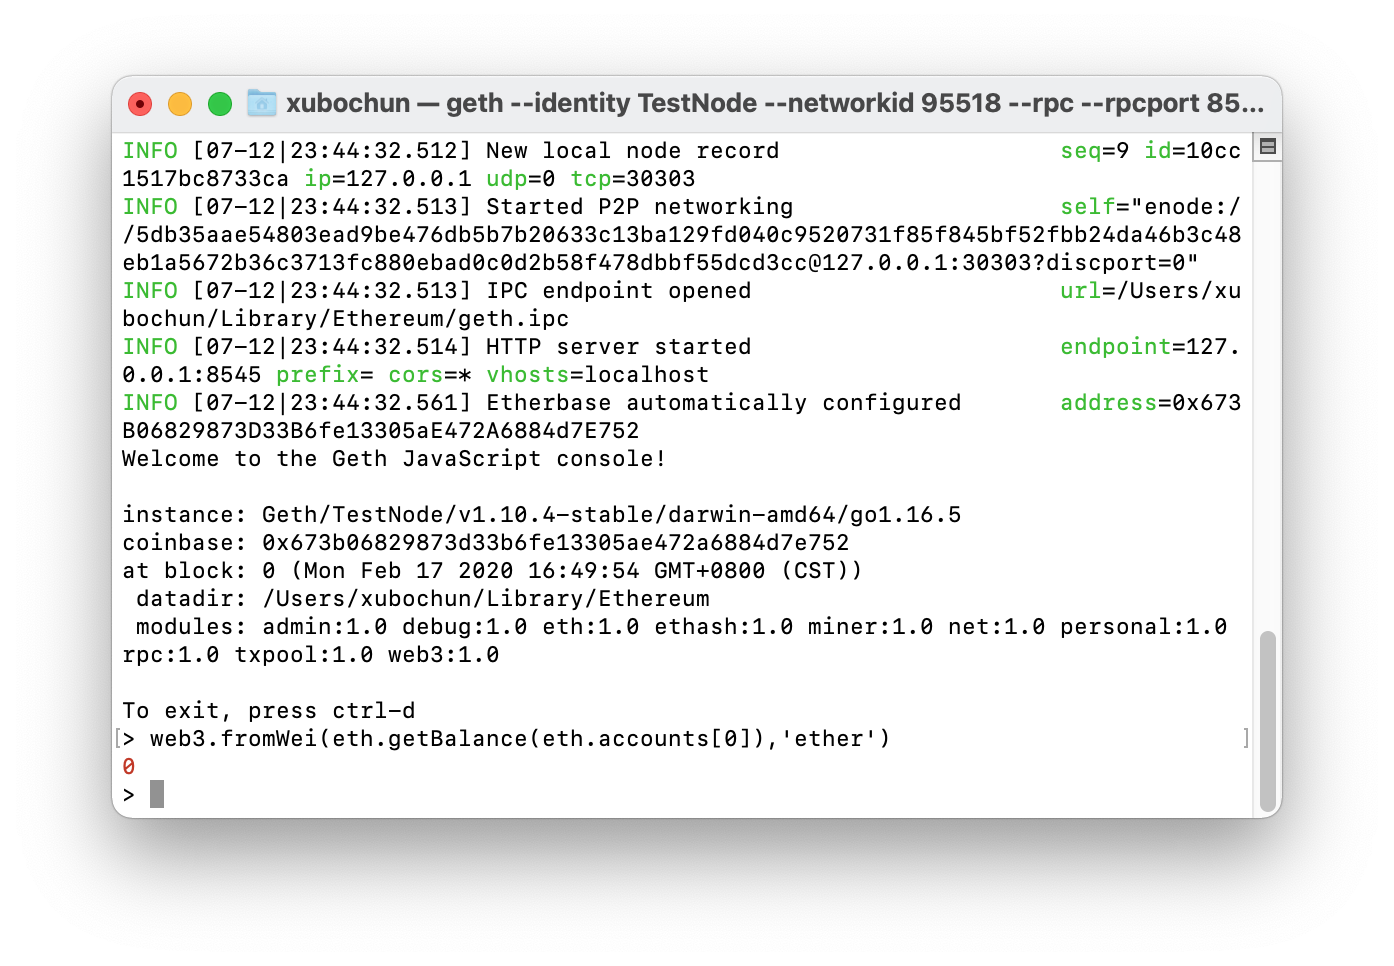 xubochun — geth --identity TestNode --networkid 95518 --rpc --rpcport 85...
INFO [07-12|23:44:32.512] New local node record seq=9 id=10cc
1517bc8733ca ip=127.0.0.1 udp=0 tcp=30303
INFO [07-12|23:44:32.513] Started P2P networking self="enode:/
/5db35aae54803ead9be476db5b7b20633c13ba129fd040c9520731f85f845bf52fbb24da46b3c48
eb1a5672b36c3713fc880ebad0c0d2b58f478dbbf55dcd3cc@127.0.0.1:30303?discport=0"
INFO [07-12|23:44:32.513] IPC endpoint opened url=/Users/xu
bochun/Library/Ethereum/geth.ipc
INFO [07-12|23:44:32.514] HTTP server started endpoint=127.
0.0.1:8545 prefix= cors=* vhosts=localhost
INFO [07-12|23:44:32.561] Etherbase automatically configured address=0x673
B06829873D33B6fe13305aE472A6884d7E752
Welcome to the Geth JavaScript console!
instance: Geth/TestNode/v1.10.4-stable/darwin-amd64/go1.16.5
coinbase: 0x673b06829873d33b6fe13305ae472a6884d7e752
at block: 0 (Mon Feb 17 2020 16:49:54 GMT+0800 (CST))
datadir: /Users/xubochun/Library/Ethereum
modules: admin:1.0 debug:1.0 eth:1.0 ethash:1.0 miner:1.0 net:1.0 personal:1.0
rpc:1.0 txpool:1.0 web3:1.0
To exit, press ctrl-d
[> web3.fromWei(eth.getBalance(eth.accounts[0]),'ether') ]
0
>